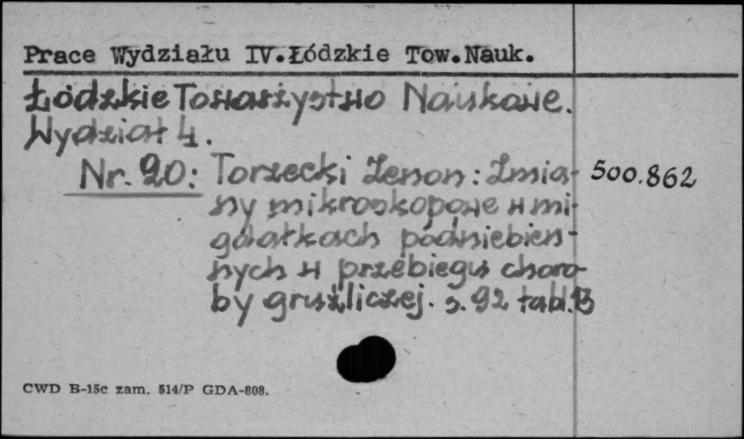 Prace Wydziału IV.Łódzkie Tow.Nauk.
Łódzkie Towarzystwo Naukowe.
Wydział 4.
Nr. 20: Torzecki Zenon: Zmia- 500.862
ny mikroskopowe w mi-
gdałkach podniebien-
nych w przebiegu choro-
by gruźliczej. s. 92 tabl. 13
CWD B-15c zam. 514/P GDA-808.